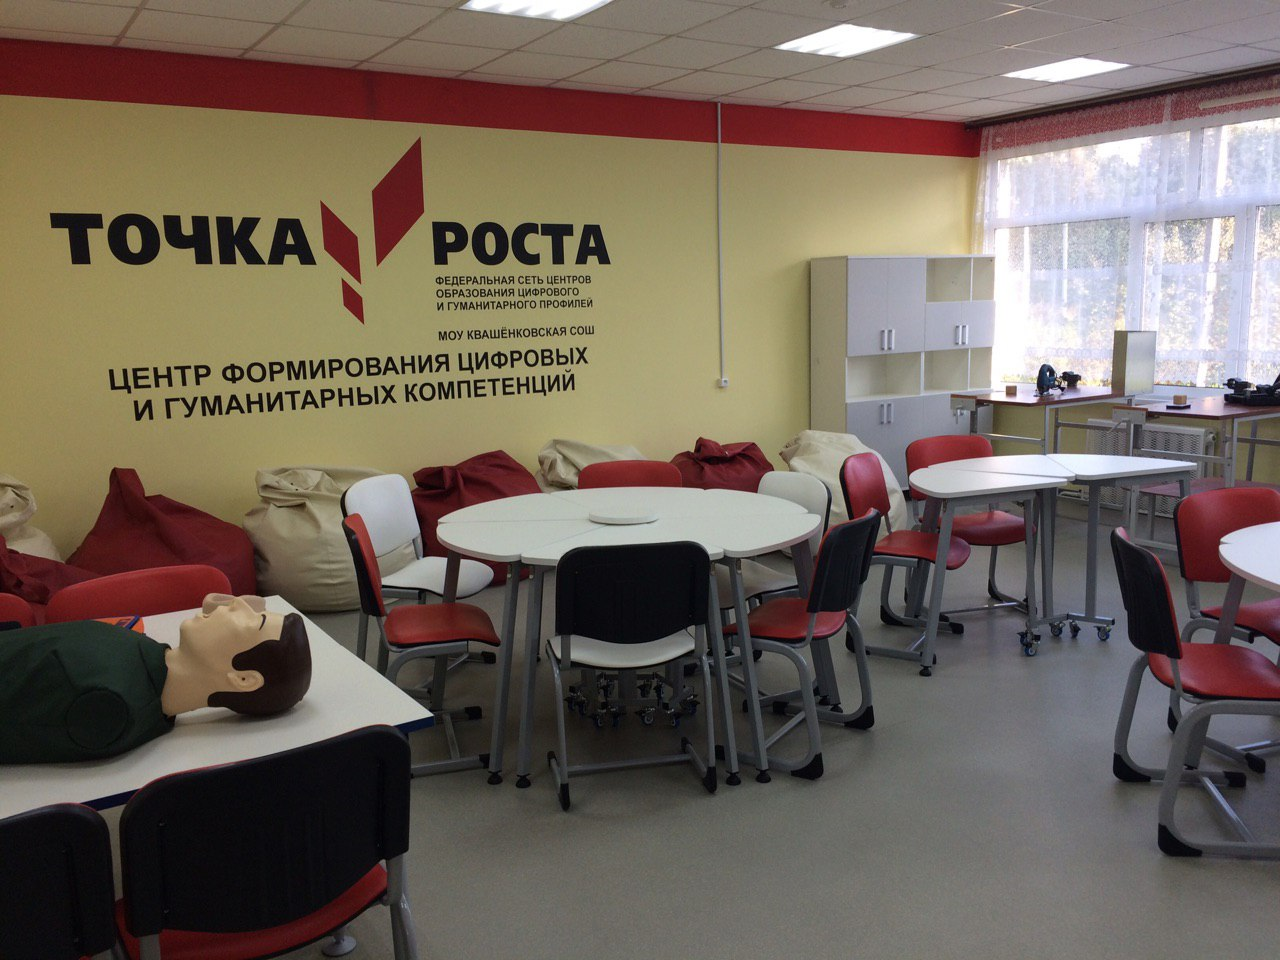 ТОЧКА РОСТА
ФЕДЕРАЛЬНАЯ СЕТЬ ЦЕНТРОВ
ОБРАЗОВАНИЯ ЦИФРОВОГО
И ГУМАНИТАРНОГО ПРОФИЛЕЙ
МОУ КВАШЁНКОВСКАЯ СОШ
ЦЕНТР ФОРМИРОВАНИЯ ЦИФРОВЫХ
И ГУМАНИТАРНЫХ КОМПЕТЕНЦИЙ